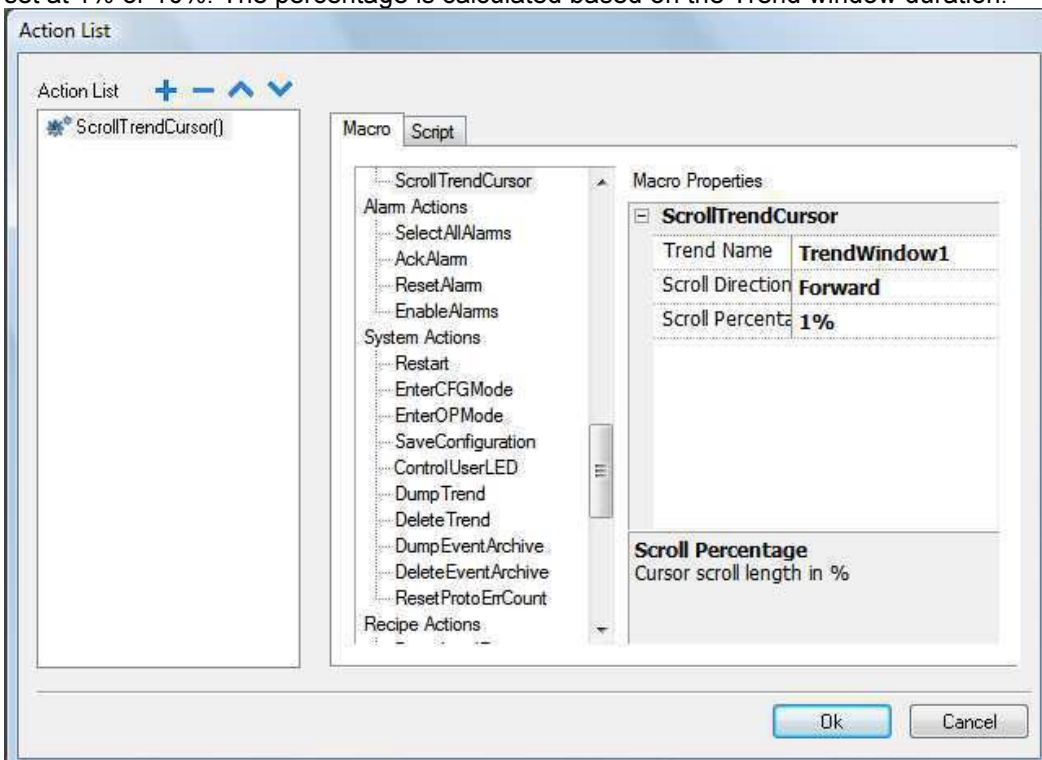 set at 1% or 10%. The percentage is calculated based on the Trend window duration.
Action List
Action List
ScrollTrendCursor()
Macro
Script
ScrollTrendCursor
Alarm Actions
SelectAllAlarms
AckAlarm
ResetAlarm
EnableAlarms
System Actions
Restart
EnterCFGMode
EnterOPMode
SaveConfiguration
ControlUserLED
DumpTrend
DeleteTrend
DumpEventArchive
DeleteEventArchive
ResetProtoErrCount
Recipe Actions
Macro Properties
ScrollTrendCursor
Trend Name TrendWindow1
Scroll Direction Forward
Scroll Percenta 1%
Scroll Percentage
Cursor scroll length in %
Ok
Cancel